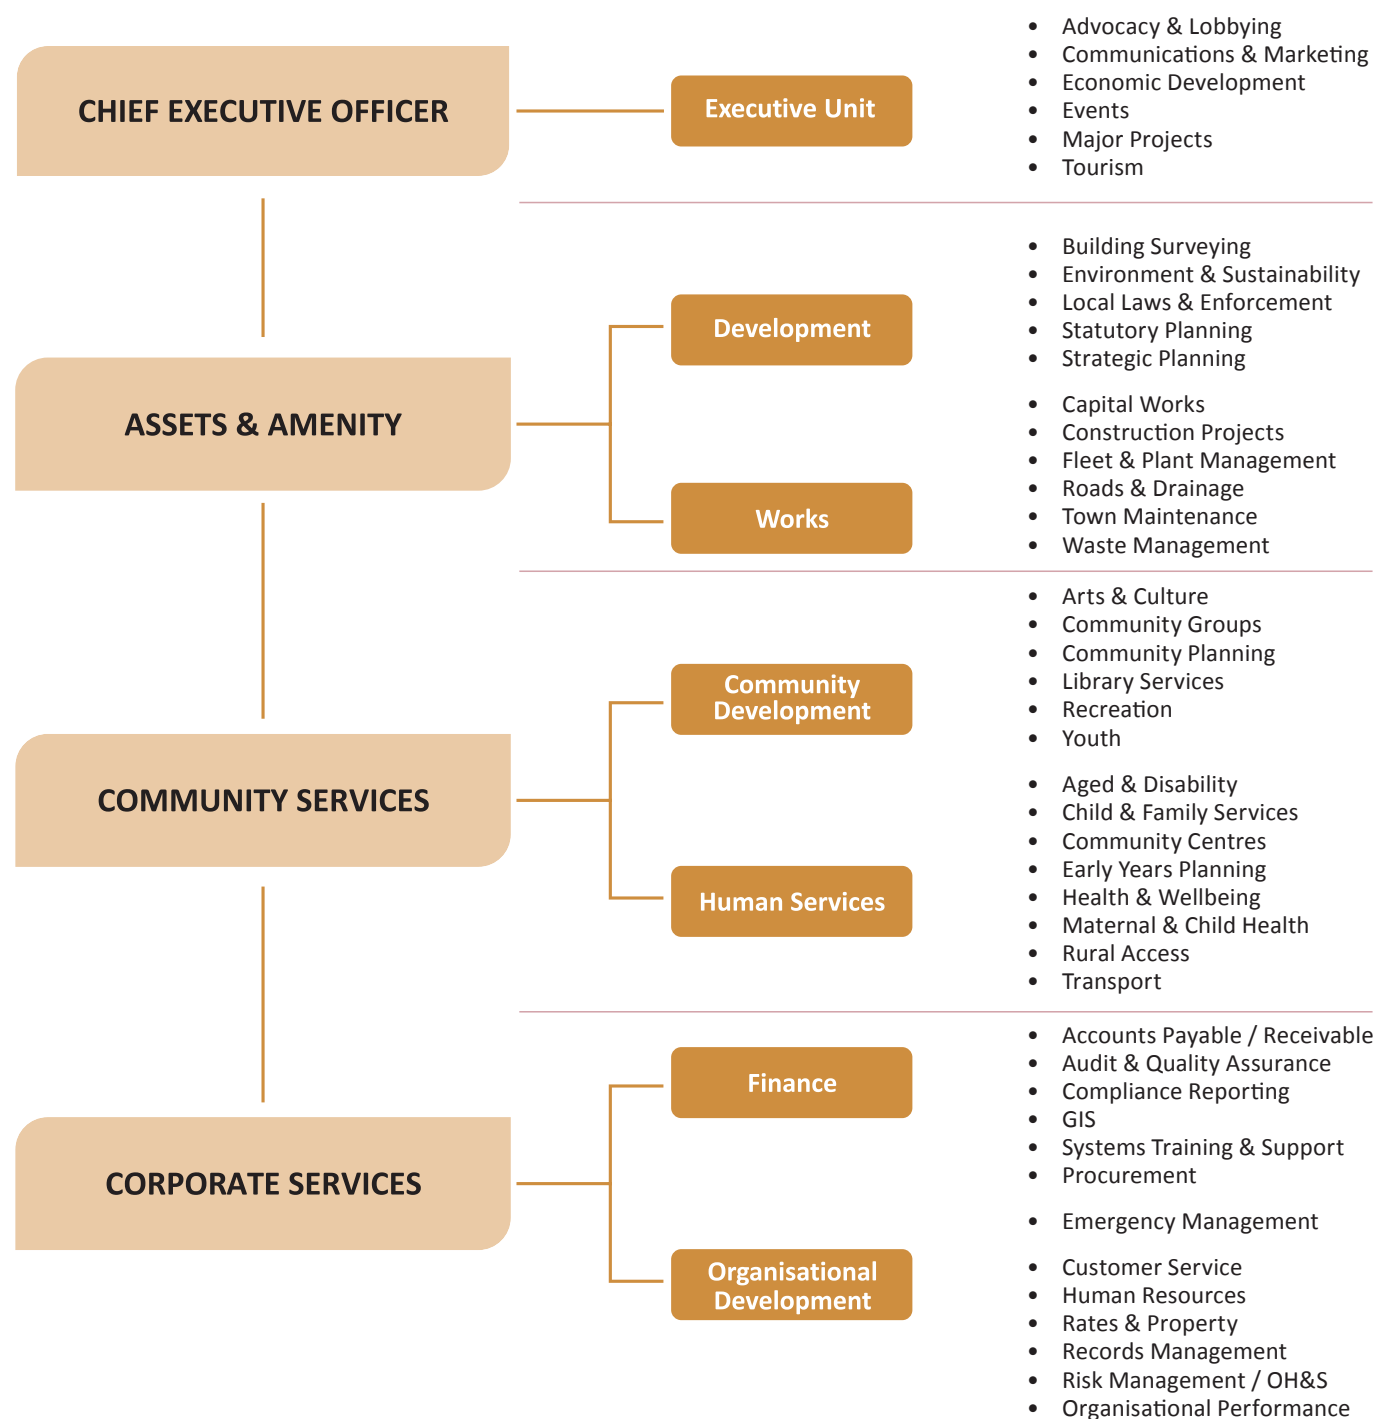 CHIEF EXECUTIVE OFFICER
Executive Unit
• Advocacy & Lobbying
• Communications & Marketing
• Economic Development
• Events
• Major Projects
• Tourism
ASSETS & AMENITY
Development
• Building Surveying
• Environment & Sustainability
• Local Laws & Enforcement
• Statutory Planning
• Strategic Planning
Works
• Capital Works
• Construction Projects
• Fleet & Plant Management
• Roads & Drainage
• Town Maintenance
• Waste Management
COMMUNITY SERVICES
Community
Development
• Arts & Culture
• Community Groups
• Community Planning
• Library Services
• Recreation
• Youth
Human Services
• Aged & Disability
• Child & Family Services
• Community Centres
• Early Years Planning
• Health & Wellbeing
• Maternal & Child Health
• Rural Access
• Transport
CORPORATE SERVICES
Finance
• Accounts Payable / Receivable
• Audit & Quality Assurance
• Compliance Reporting
• GIS
• Systems Training & Support
• Procurement
• Emergency Management
Organisational
Development
• Customer Service
• Human Resources
• Rates & Property
• Records Management
• Risk Management / OH&S
• Organisational Performance